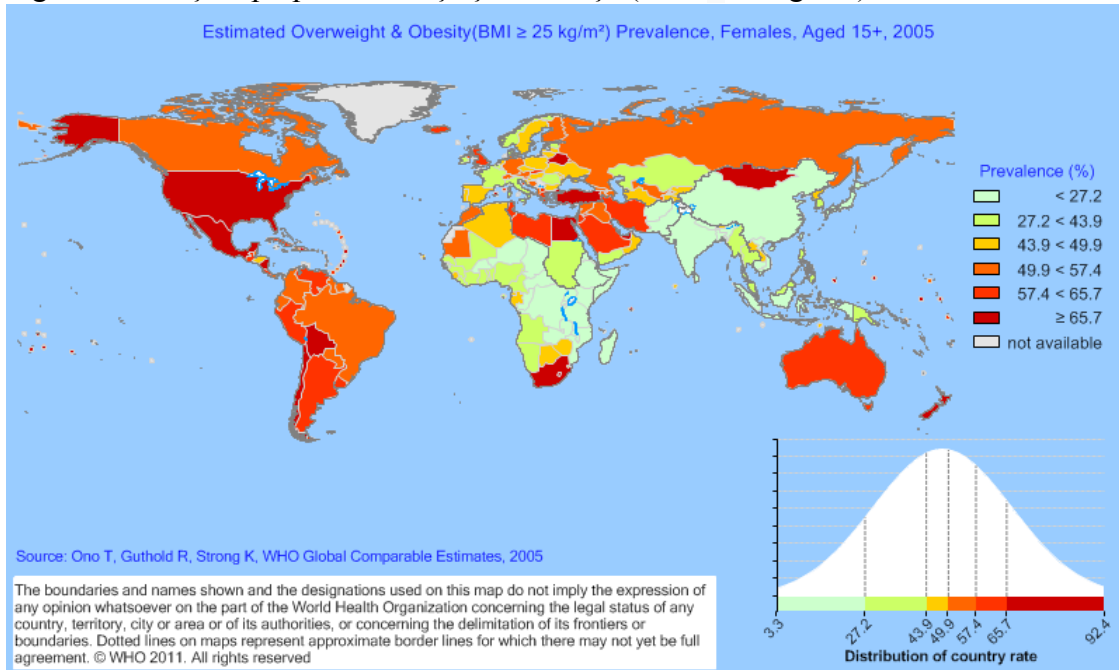 Estimated Overweight & Obesity(BMI ≥ 25 kg/m²) Prevalence, Females, Aged 15+, 2005
Prevalence (%)
< 27.2
27.2 < 43.9
43.9 < 49.9
49.9 < 57.4
57.4 < 65.7
≥ 65.7
not available
3.3
27.2
43.9
49.9
57.4
65.7
92.4
Distribution of country rate
Source: Ono T, Guthold R, Strong K, WHO Global Comparable Estimates, 2005
The boundaries and names shown and the designations used on this map do not imply the expression of
any opinion whatsoever on the part of the World Health Organization concerning the legal status of any
country, territory, city or area or of its authorities, or concerning the delimitation of its frontiers or
boundaries. Dotted lines on maps represent approximate border lines for which there may not yet be full
agreement. © WHO 2011. All rights reserved